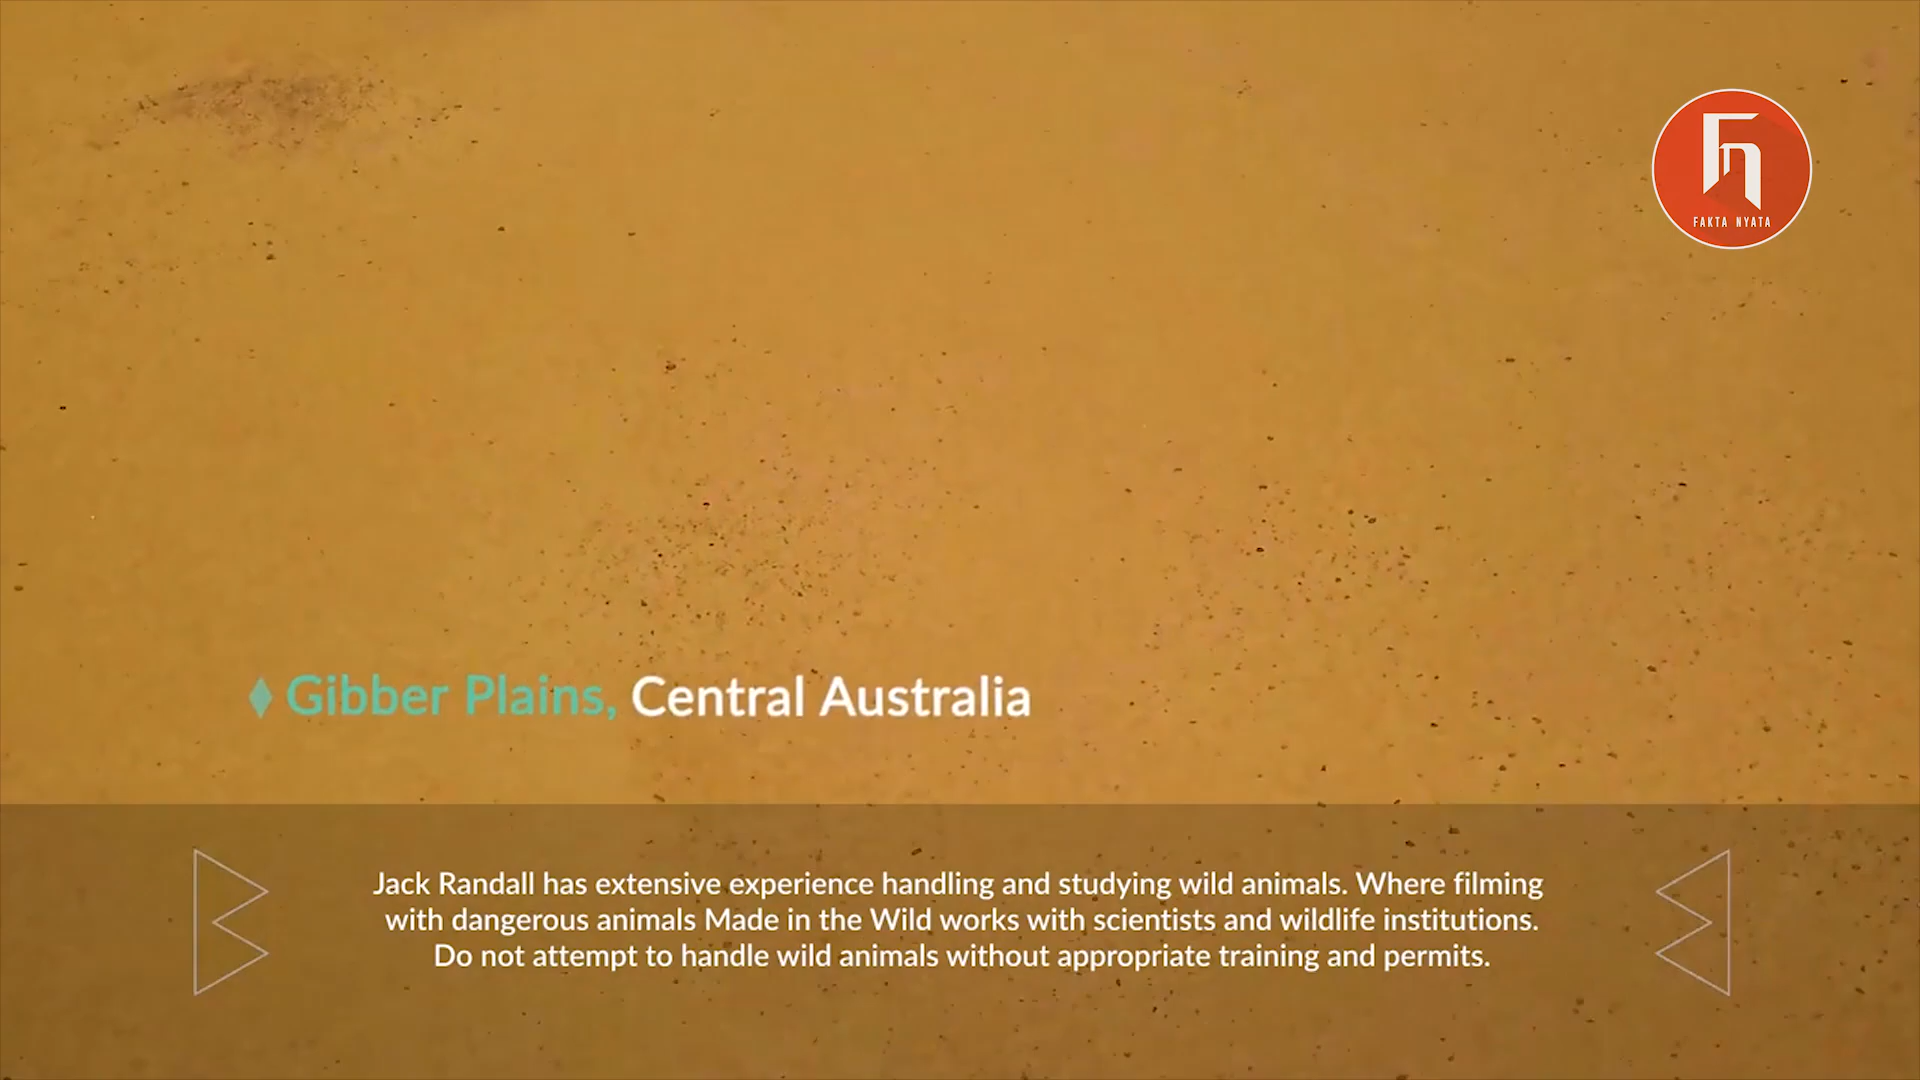 FAKTA NYATA
Gibber Plains, Central Australia
Jack Randall has extensive experience handling and studying wild animals. Where filming
with dangerous animals Made in the Wild works with scientists and wildlife institutions.
Do not attempt to handle wild animals without appropriate training and permits.